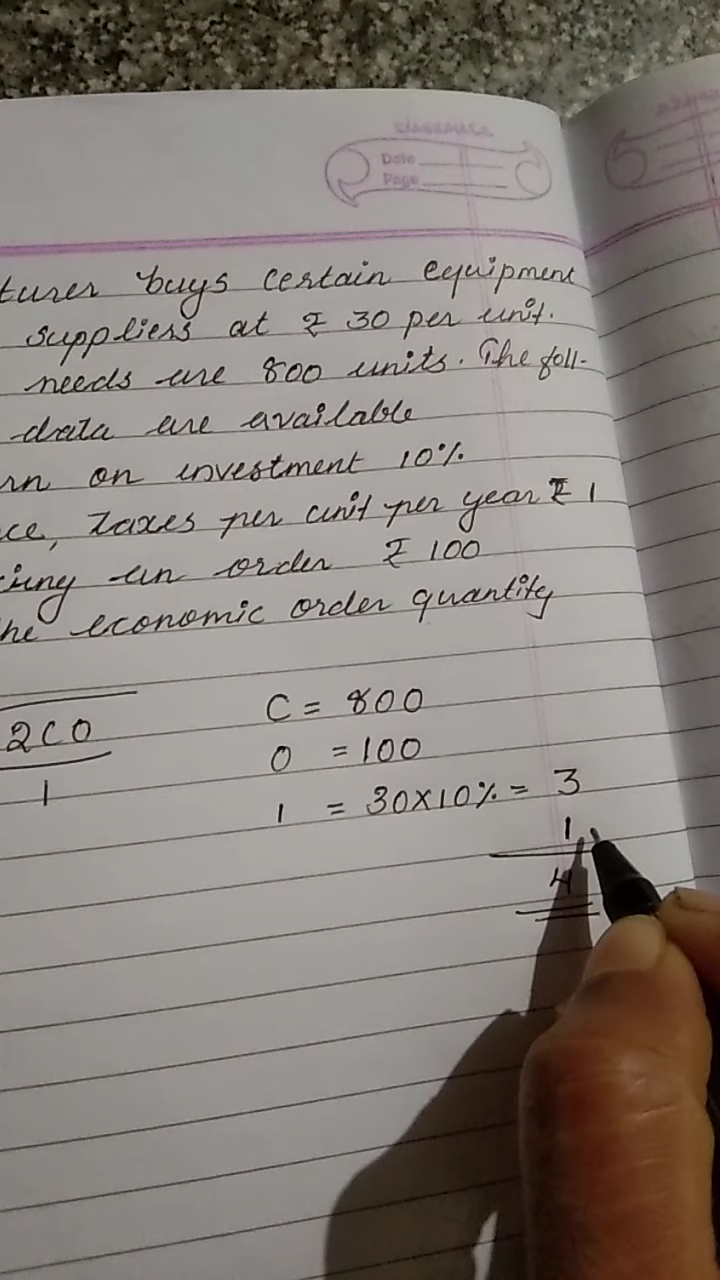 CLASSMATE
Date
Page
turer buys certain equipment
suppliers at ₹ 30 per unit.
needs are 800 units. The foll-
data are available
rn on investment 10%
ce, Taxes per unit per year ₹ 1
cing an order ₹ 100
he economic order quantity
2CO
1
C = 800
O = 100
1 = 30×10% = 3
1
4